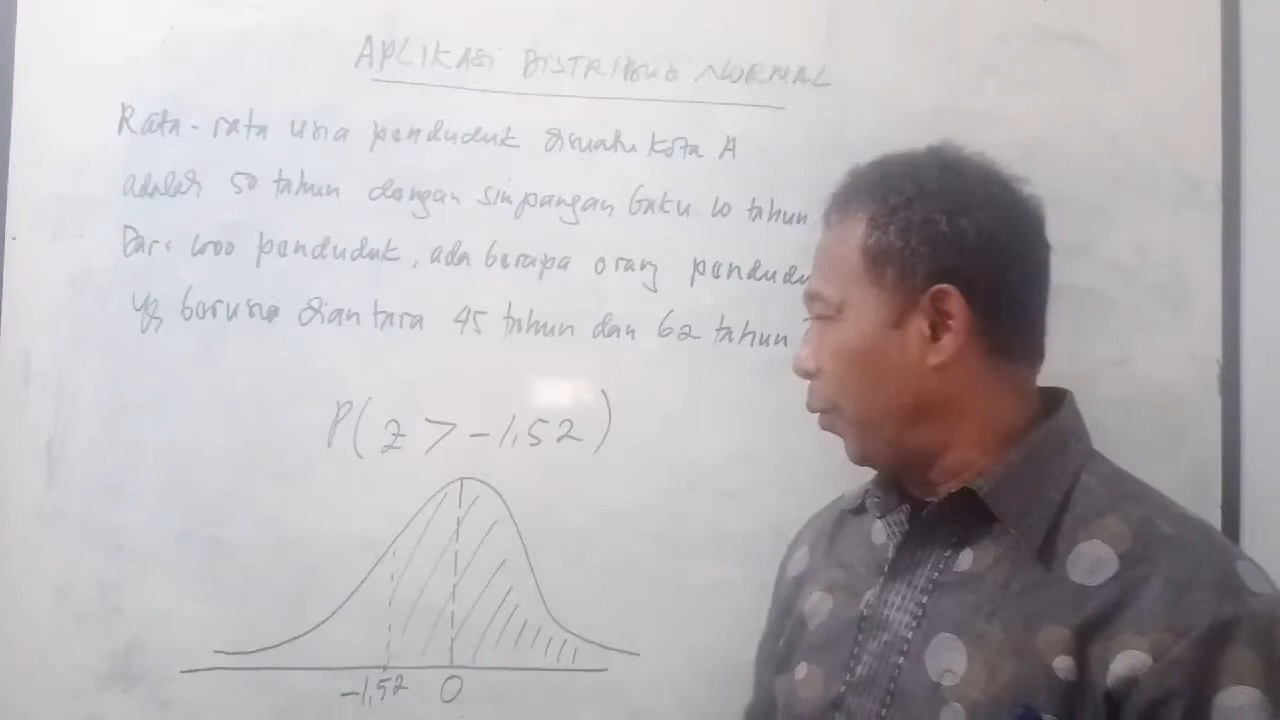 APLIKASI DISTRIBUSI NORMAL
Rata-rata usia penduduk disuatu kota A
adalah 50 tahun dengan simpangan baku 10 tahun
Dari 1000 penduduk, ada berapa orang pendudu
yg berusia diantara 45 tahun dan 62 tahun ?
P(z > -1,52)
-1,52 0